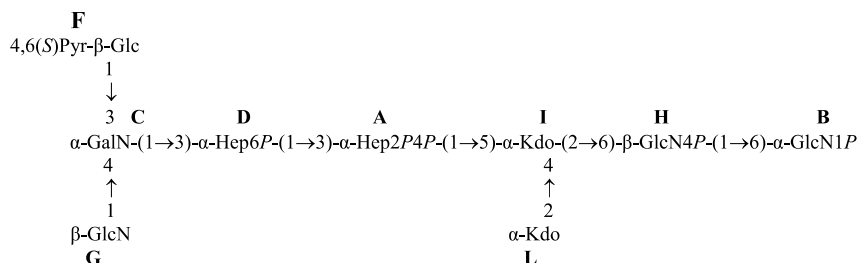 F
4,6(S)Pyr-β-Glc
1
↓
3 C D A I H B
α-GalN-(1→3)-α-Hep6P-(1→3)-α-Hep2P4P-(1→5)-α-Kdo-(2→6)-β-GlcN4P-(1→6)-α-GlcN1P
4 4
↑ ↑
1 2
β-GlcN α-Kdo
G L